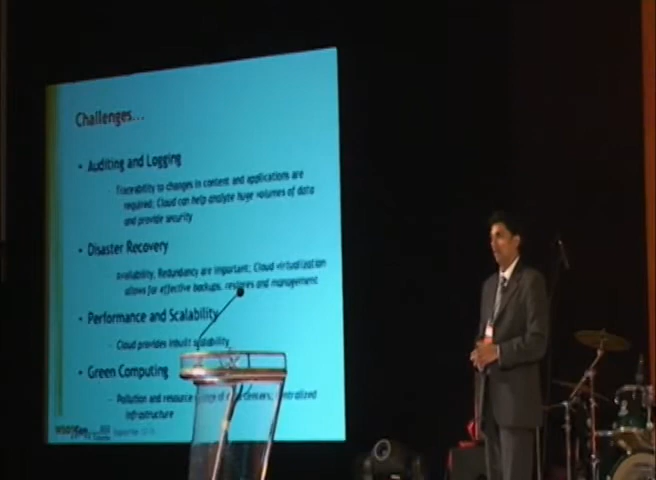 Challenges...
• Auditing and Logging
– Traceability to changes in content and applications are
required; Cloud can help analyte huge volumes of data
and provide security
• Disaster Recovery
– Availability, Redundancy are important; Cloud virtualization
allows for effective backups, restores and management
• Performance and Scalability
– Cloud provides inbuilt scalability
• Green Computing
– Pollution and resource centralized
infrastructure